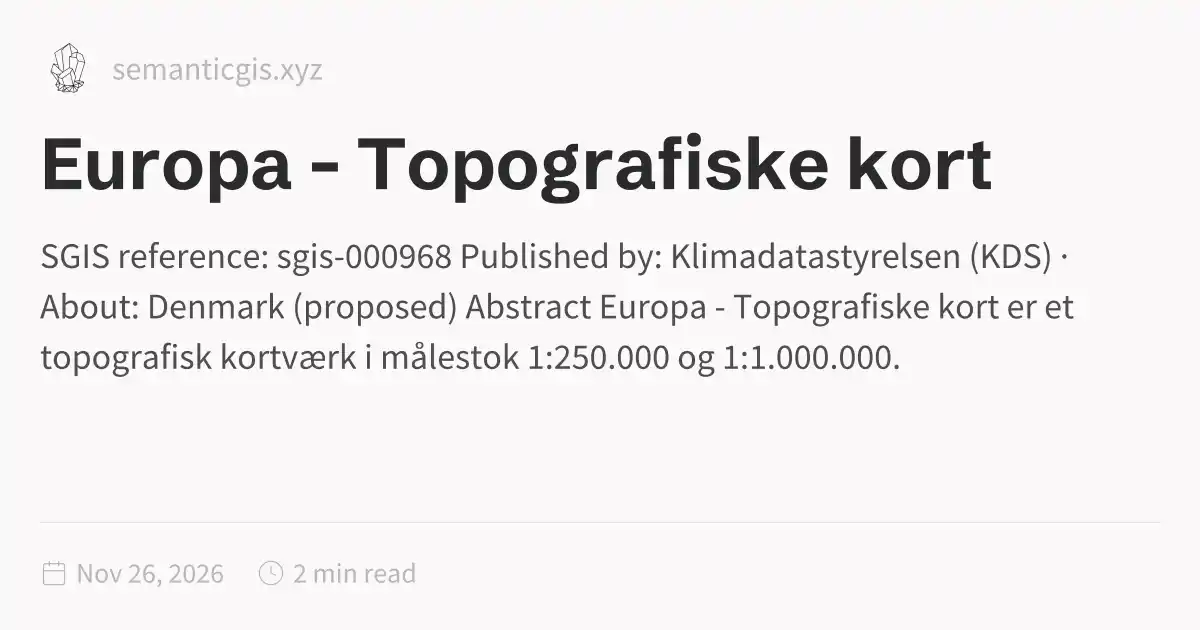 semanticgis.xyz
Europa - Topografiske kort
SGIS reference: sgis-000968 Published by: Klimadatastyrelsen (KDS) ·
About: Denmark (proposed) Abstract Europa - Topografiske kort er et
topografisk kortværk i målestok 1:250.000 og 1:1.000.000.
Nov 26, 2026 2 min read